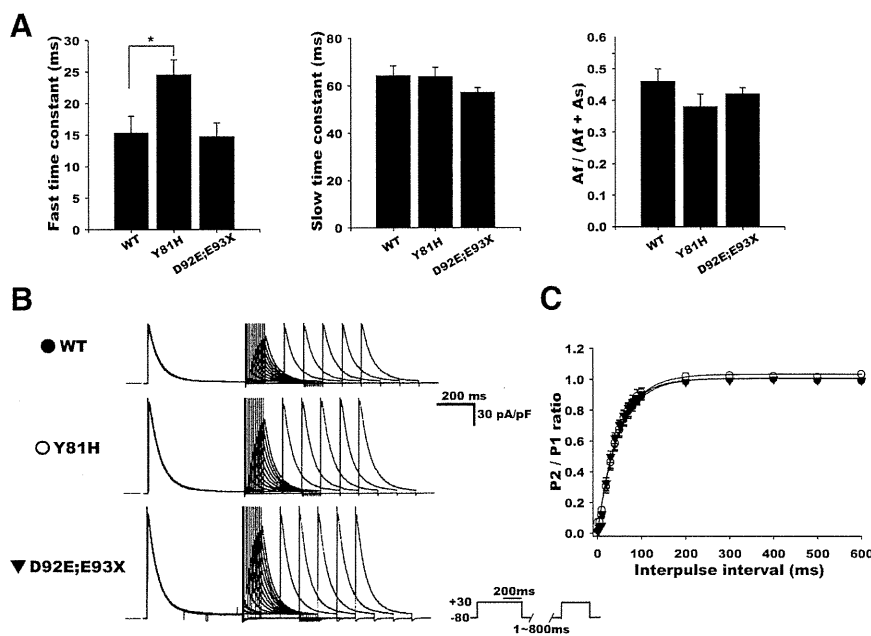 A
Fast time constant (ms)
30
25
20
15
10
5
0
*
WT
Y81H
D92E;E93X
Slow time constant (ms)
80
60
40
20
0
WT
Y81H
D92E;E93X
Af / (Af + As)
0.6
0.5
0.4
0.3
0.2
0.1
0.0
WT
Y81H
D92E;E93X
B
WT
200 ms
30 pA/pF
Y81H
D92E;E93X
200ms
+30
-80
1~800ms
C
P2 / P1 ratio
1.2
1.0
0.8
0.6
0.4
0.2
0.0
0 100 200 300 400 500 600
Interpulse interval (ms)